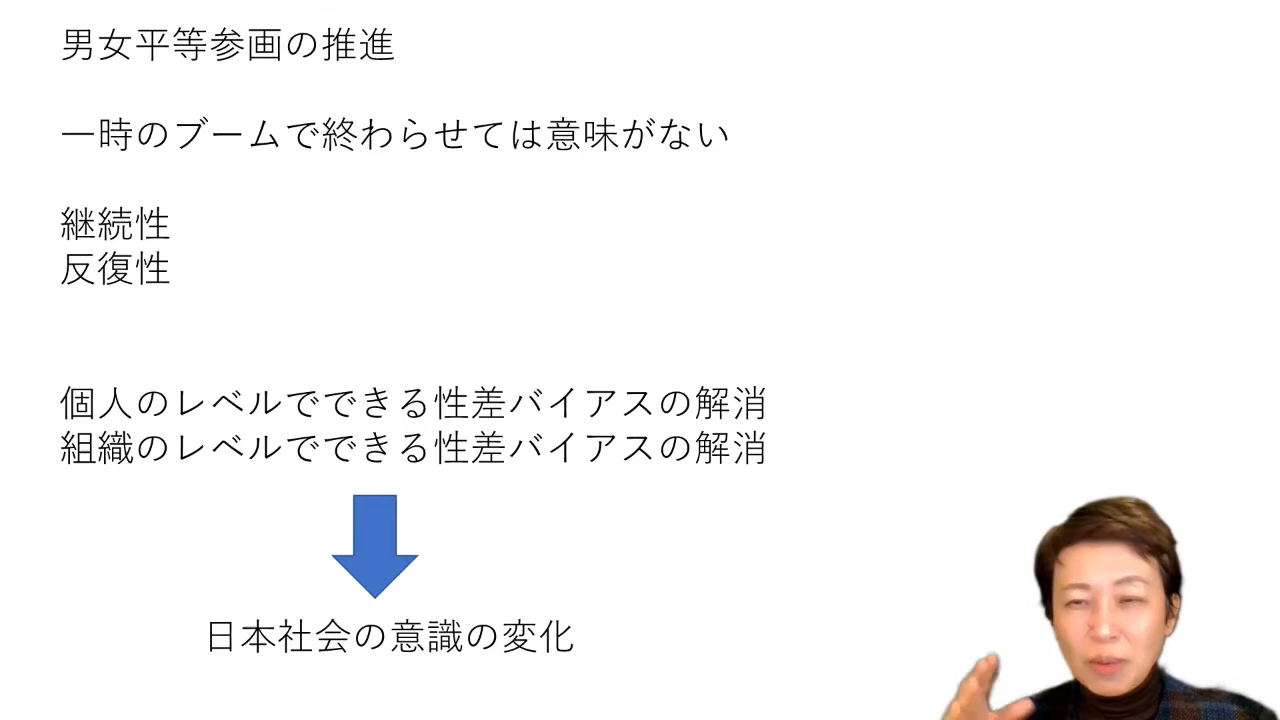 男女平等参画の推進
一時のブームで終わらせては意味がない
継続性
反復性
個人のレベルでできる性差バイアスの解消
組織のレベルでできる性差バイアスの解消
日本社会の意識の変化